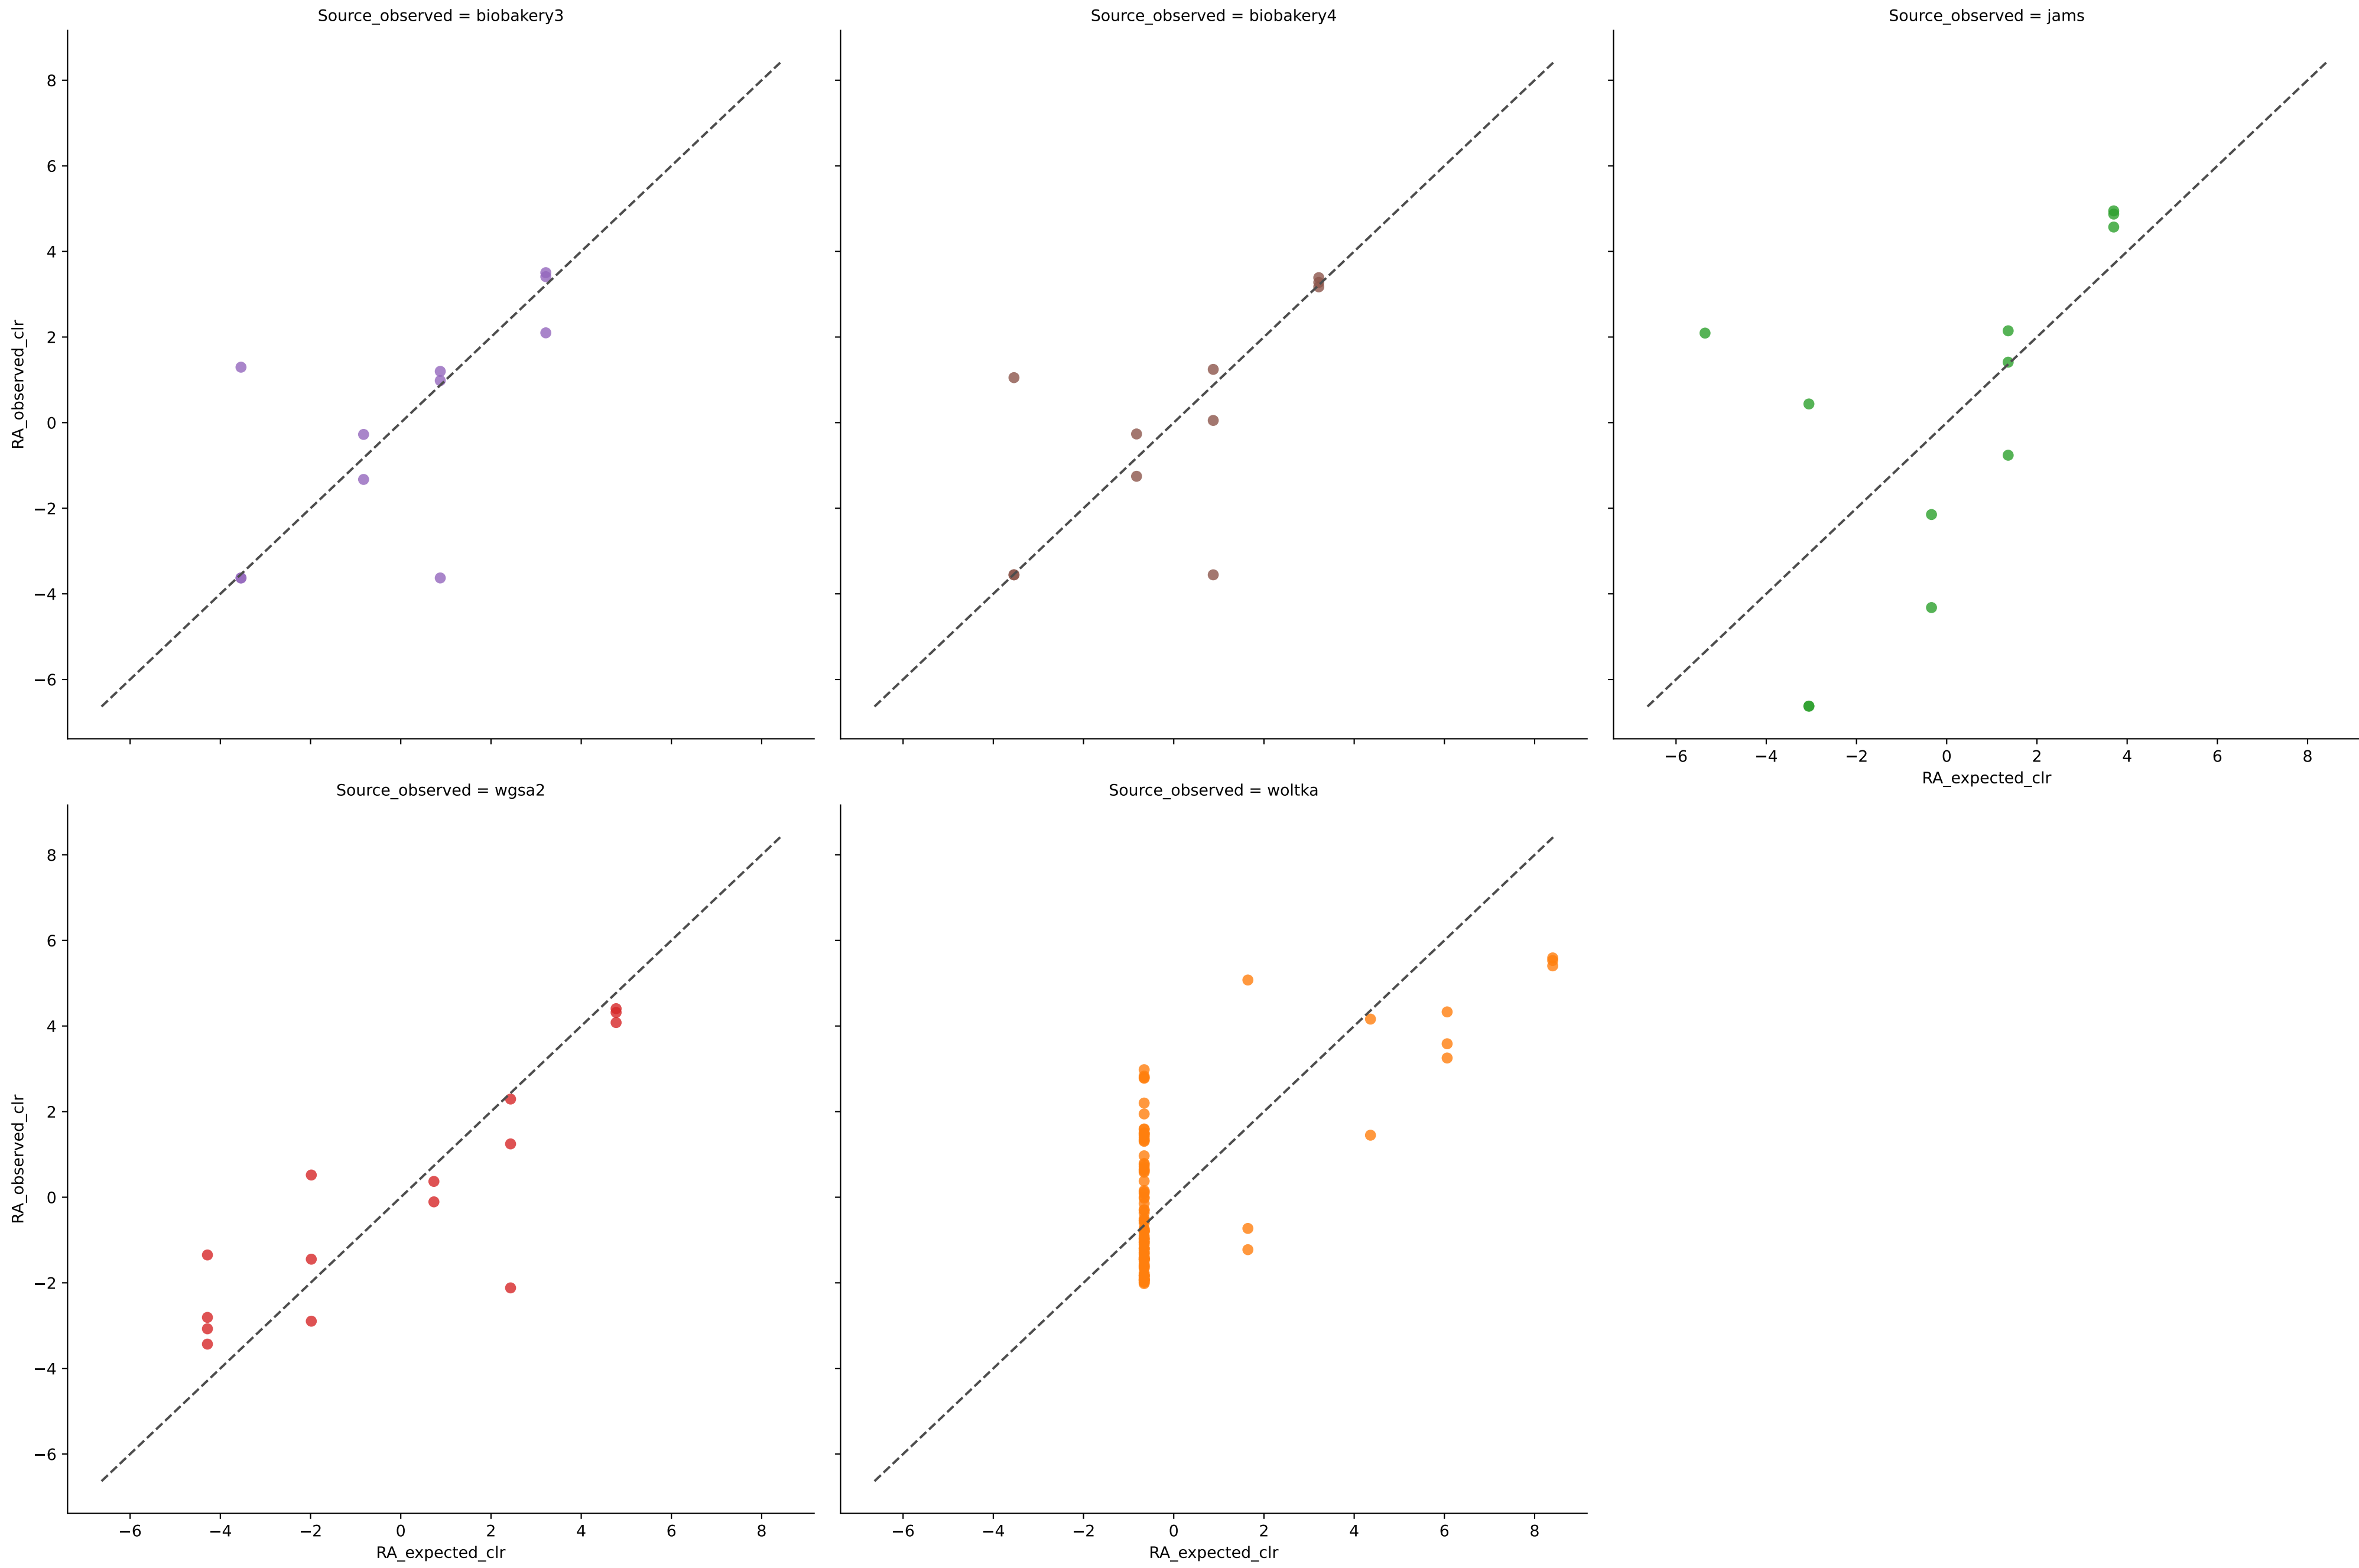 Source_observed = biobakery3
Source_observed = biobakery4
Source_observed = jams
8
6
4
2
0
−2
−4
−6
RA_observed_clr
−6 −4 −2 0 2 4 6 8
RA_expected_clr
Source_observed = wgsa2
Source_observed = woltka
8
6
4
2
0
−2
−4
−6
RA_observed_clr
−6 −4 −2 0 2 4 6 8
−6 −4 −2 0 2 4 6 8
RA_expected_clr
RA_expected_clr